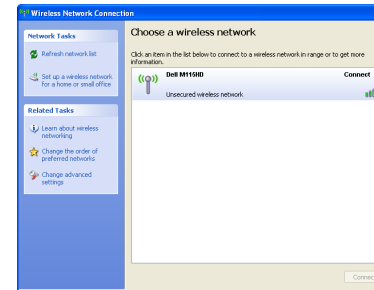 Wireless Network Connection
Network Tasks
Refresh network list
Set up a wireless network
for a home or small office
Related Tasks
Learn about wireless
networking
Change the order of
preferred networks
Change advanced
settings
Choose a wireless network
Click an item in the list below to connect to a wireless network in range or to get more
information.
Dell M115HD
Connect
Unsecured wireless network
Connec